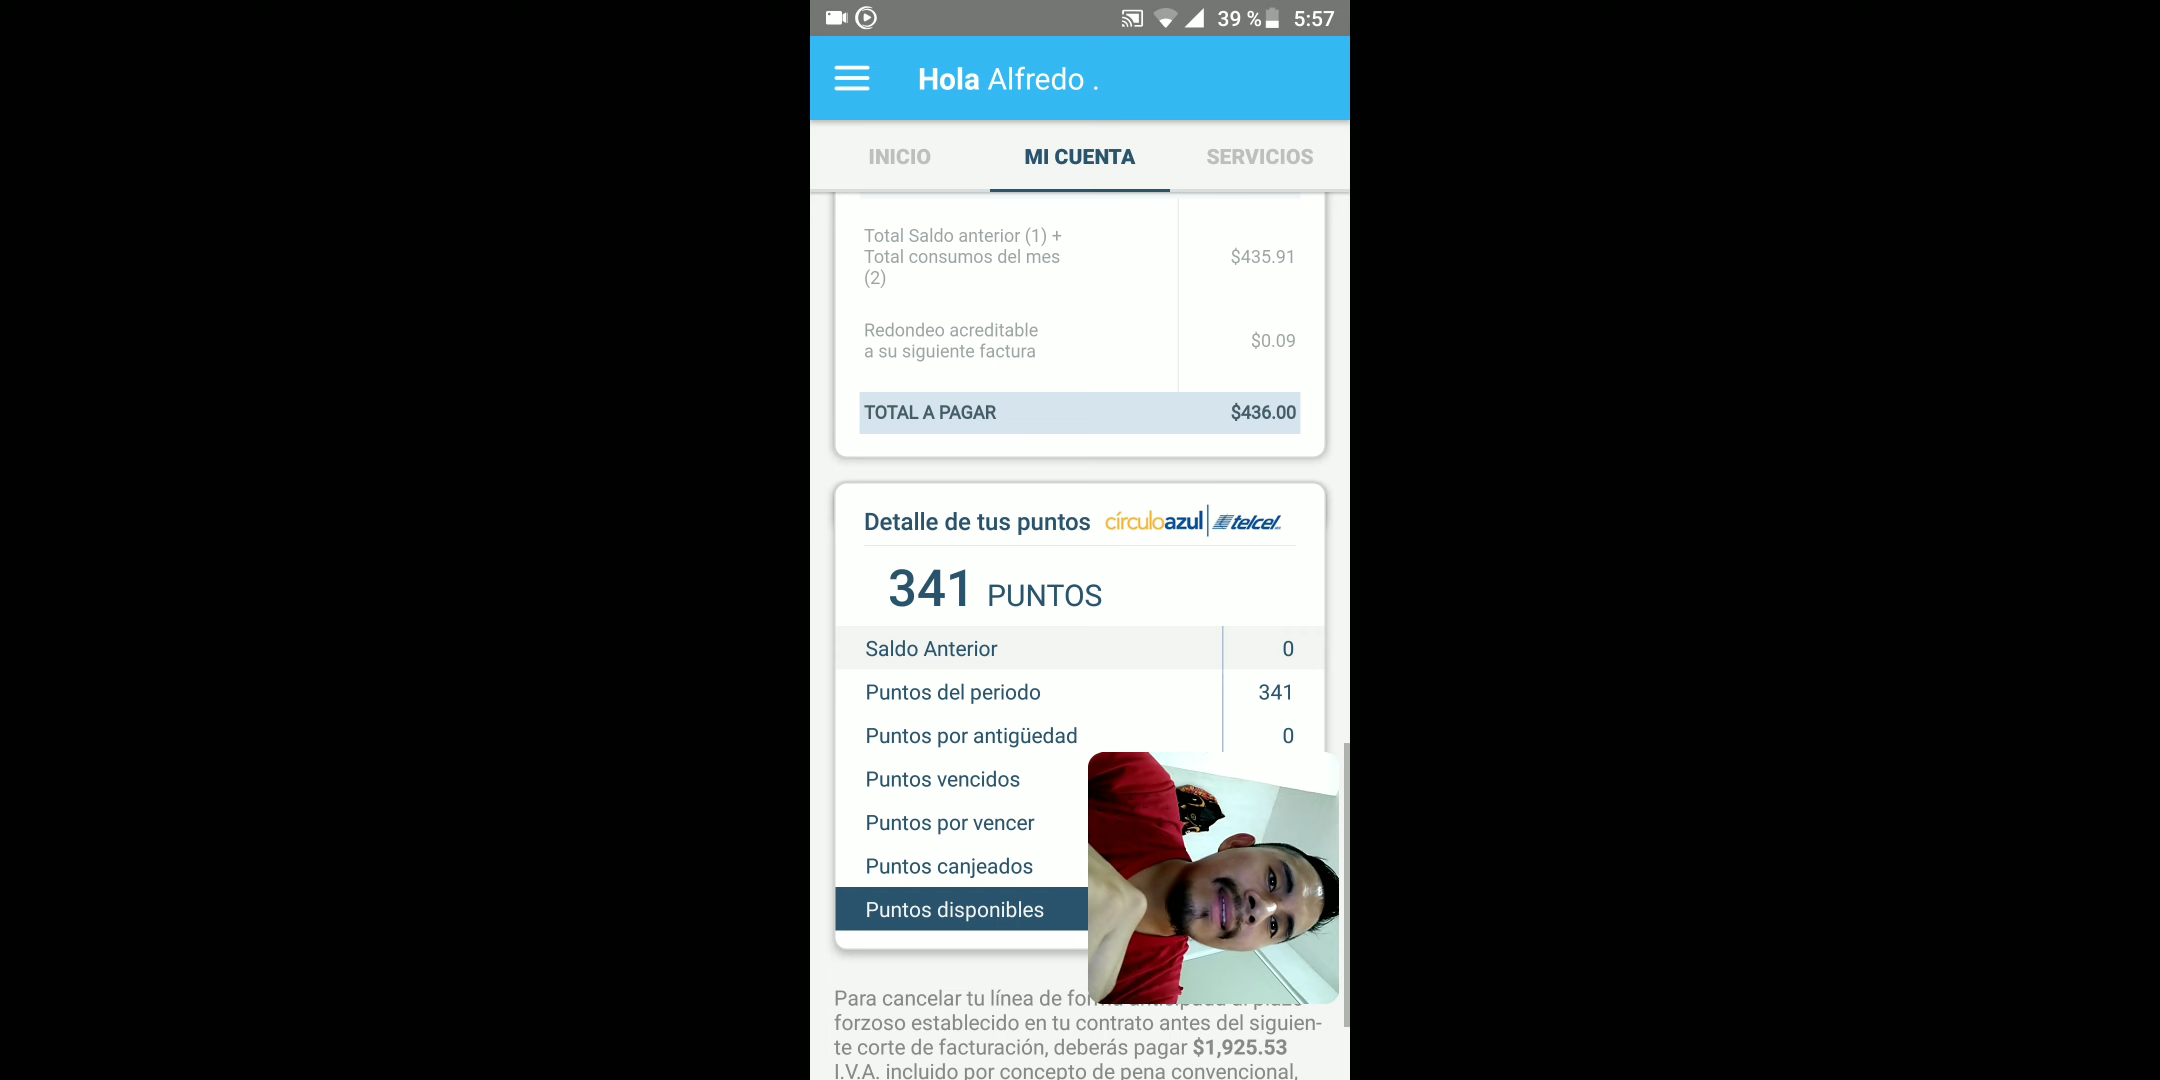 39 % 5:57
Hola Alfredo .
INICIO MI CUENTA SERVICIOS
Total Saldo anterior (1) +
Total consumos del mes
(2)
$435.91
Redondeo acreditable
a su siguiente factura
$0.09
TOTAL A PAGAR $436.00
Detalle de tus puntos círculoazul telcel
341 PUNTOS
Saldo Anterior 0
Puntos del periodo 341
Puntos por antigüedad 0
Puntos vencidos
Puntos por vencer
Puntos canjeados
Puntos disponibles
Para cancelar tu línea de
forzoso establecido en tu contrato antes del siguien-
te corte de facturación, deberás pagar $1,925.53
I.V.A. incluido por concepto de pena convencional,